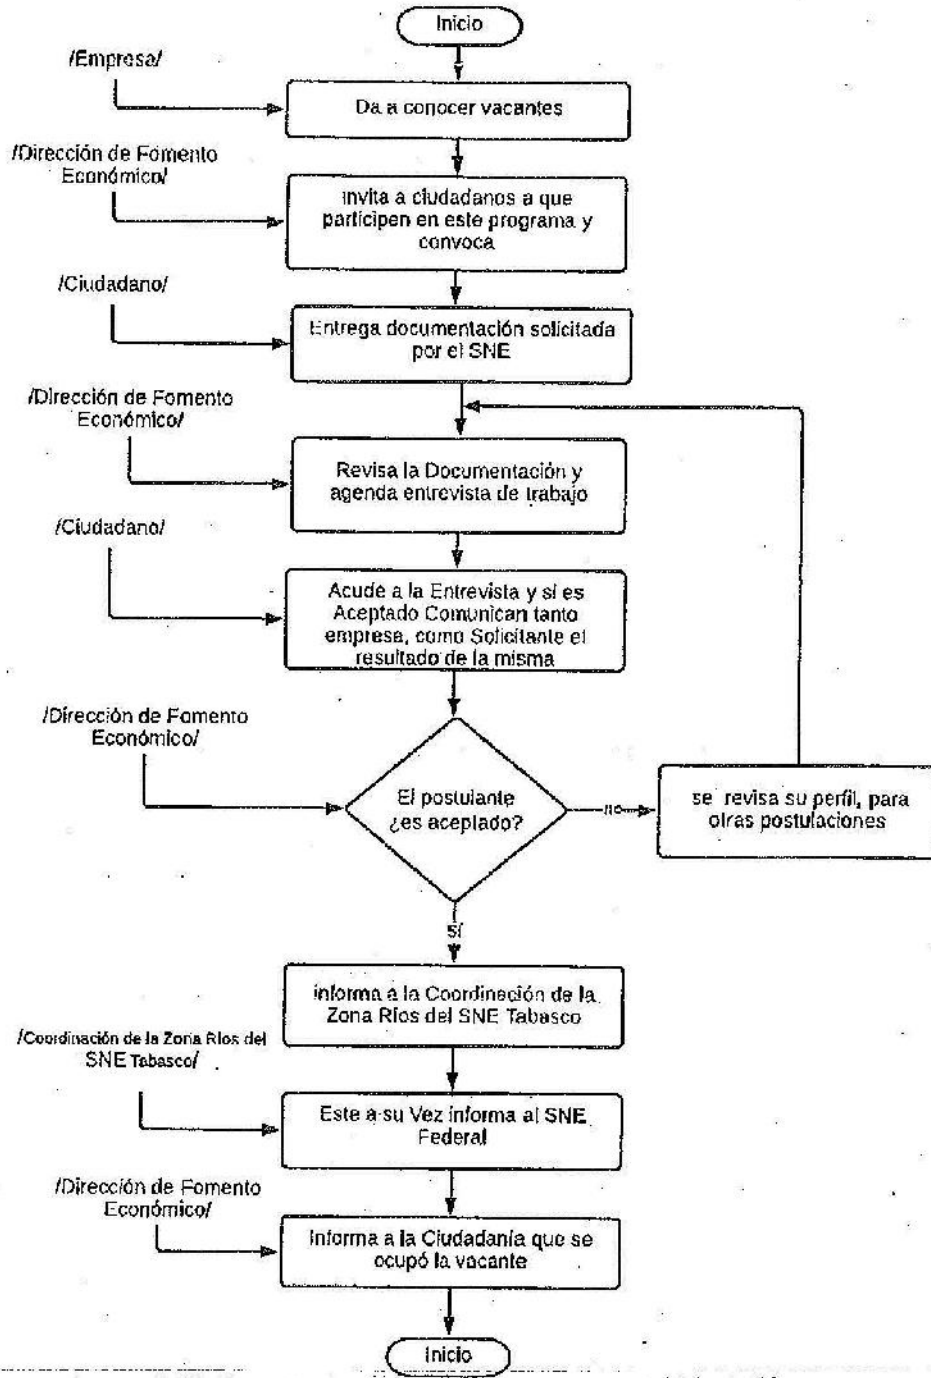 Inicio
/Empresa/
Da a conocer vacantes
/Dirección de Fomento
Económico/
Invita a ciudadanos a que
participen en este programa y
convoca
/Ciudadano/
Entrega documentación solicitada
por el SNE
/Dirección de Fomento
Económico/
Revisa la Documentación y
agenda entrevista de trabajo
/Ciudadano/
Acude a la Entrevista y si es
Aceptado Comunican tanto
empresa, como Solicitante el
resultado de la misma
/Dirección de Fomento
Económico/
El postulante
¿es aceptado?
no
se revisa su perfil, para
otras postulaciones
sí
informa a la Coordinación de la
Zona Ríos del SNE Tabasco
/Coordinación de la Zona Ríos del
SNE Tabasco/
Este a su Vez informa al SNE
Federal
/Dirección de Fomento
Económico/
Informa a la Ciudadanía que se
ocupó la vacante
Inicio